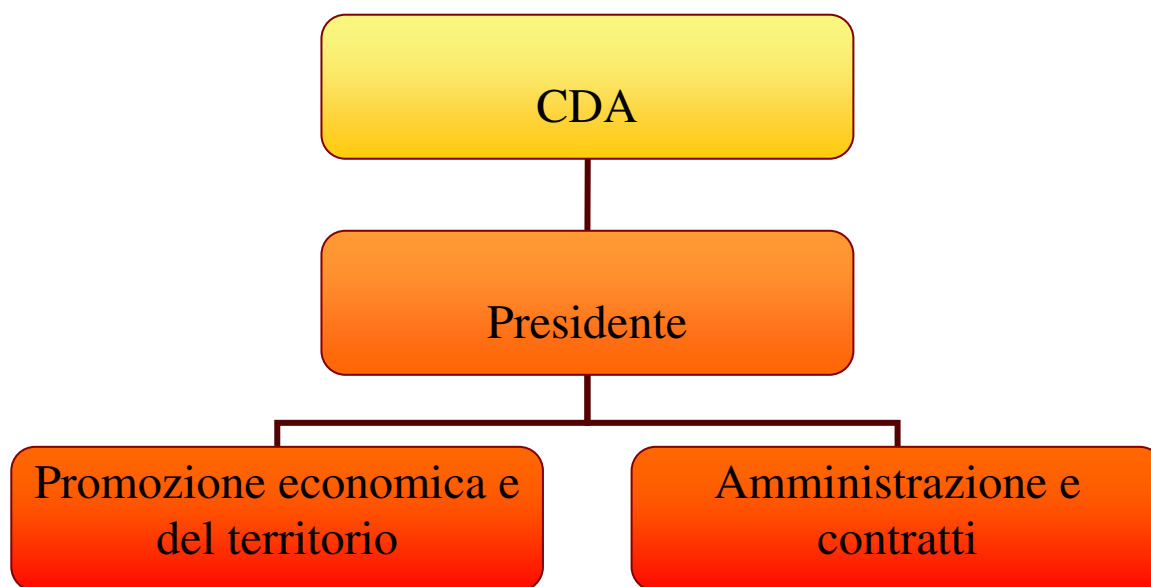 CDA
Presidente
Promozione economica e
del territorio
Amministrazione e
contratti